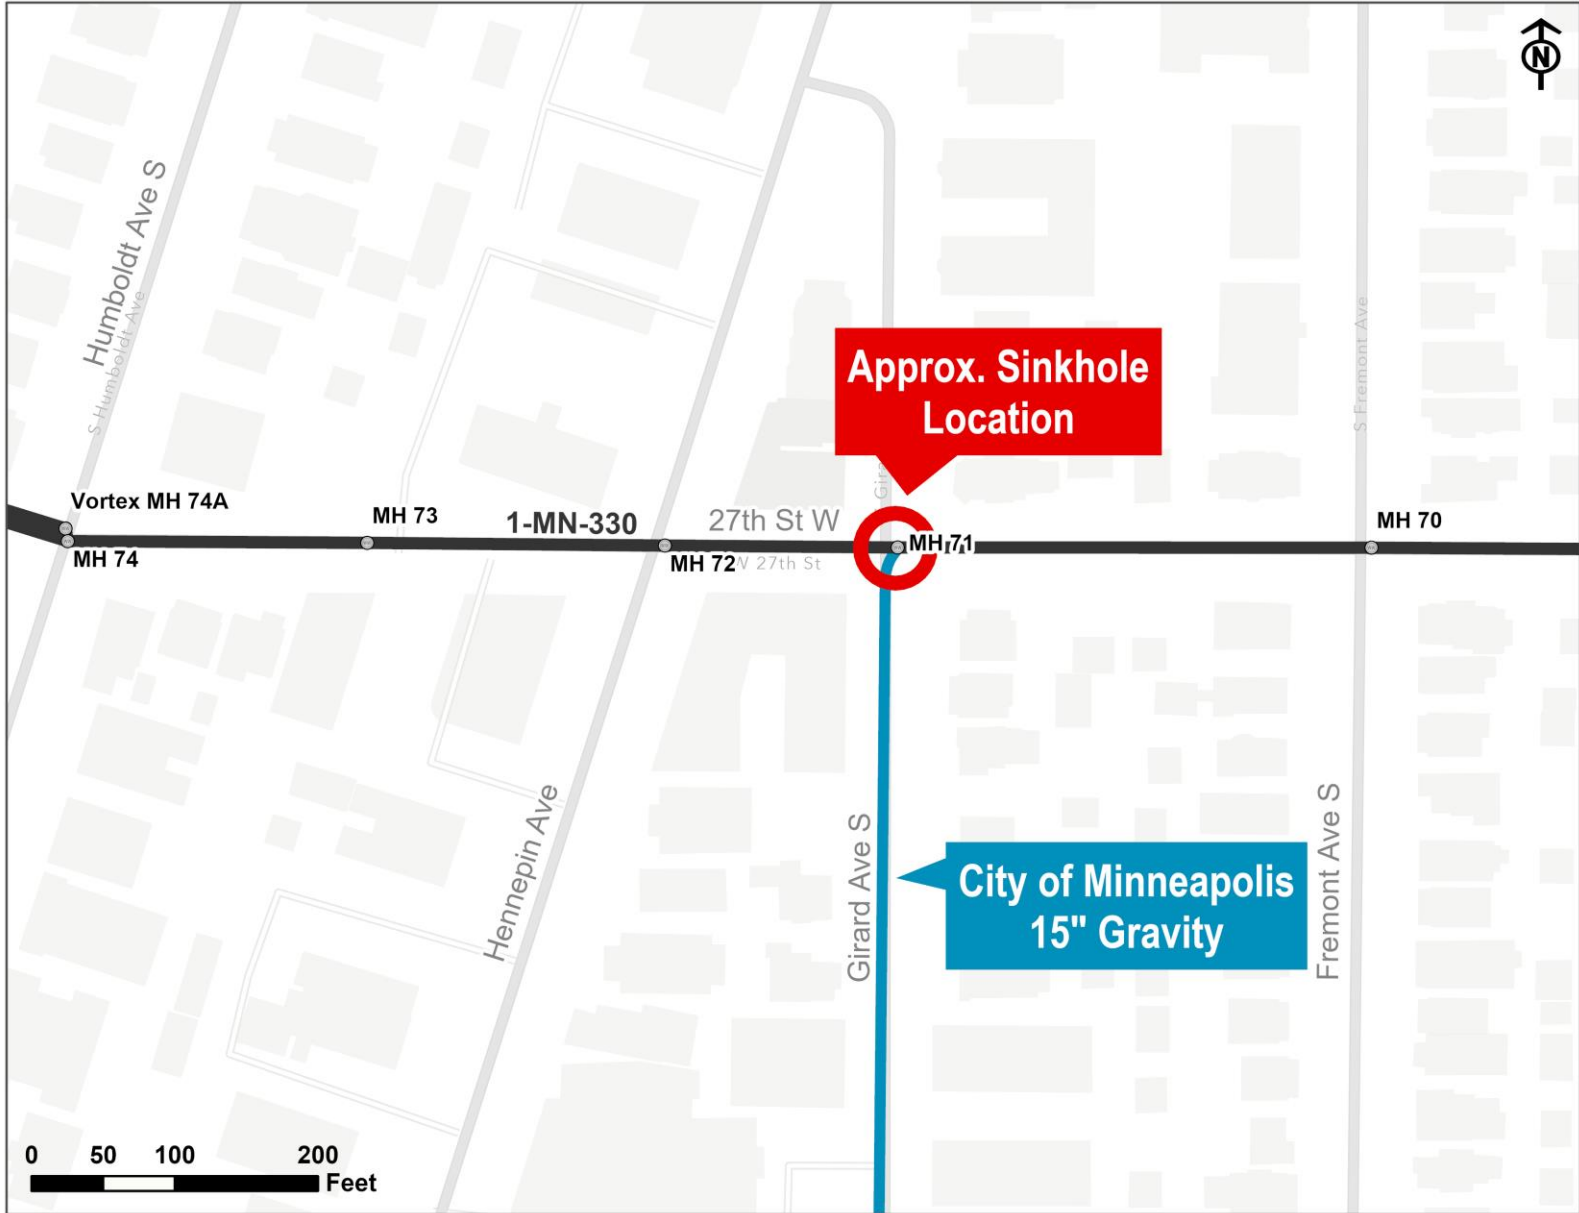 N
Humboldt Ave S
S Humboldt Ave
S Fremont Ave
Approx. Sinkhole
Location
Gira
Vortex MH 74A
MH 73
1-MN-330
27th St W
MH 71
MH 70
MH 74
MH 72
W 27th St
Hennepin Ave
Girard Ave S
City of Minneapolis
15" Gravity
Fremont Ave S
0 50 100 200
Feet